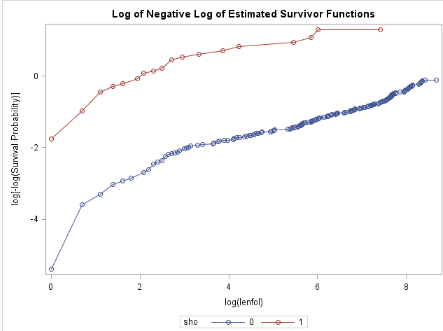 Log of Negative Log of Estimated Survivor Functions
log[-log(Survival Probability)]
0
-2
-4
0
2
4
6
8
log(lenfol)
sho
0
1